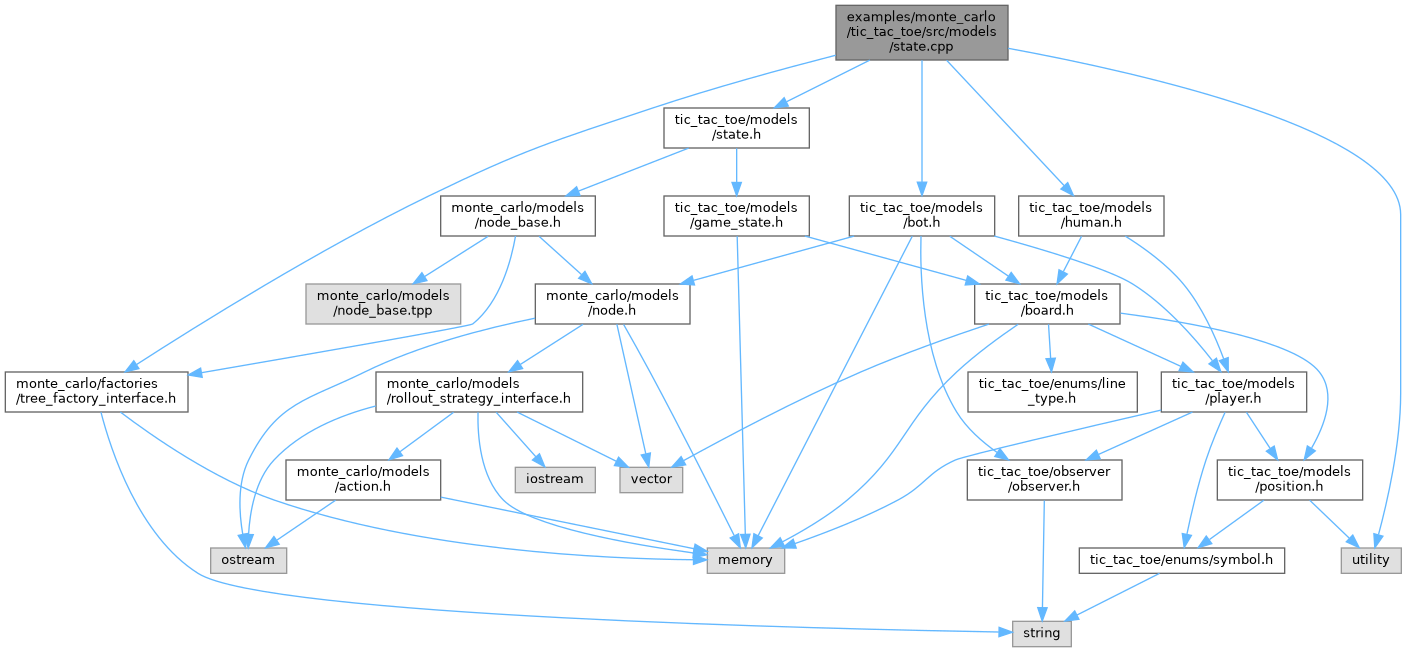 examples/monte_carlo
/tic_tac_toe/src/models
/state.cpp
tic_tac_toe/models
/state.h
monte_carlo/models
/node_base.h
tic_tac_toe/models
/game_state.h
tic_tac_toe/models
/bot.h
tic_tac_toe/models
/human.h
monte_carlo/models
/node_base.tpp
monte_carlo/models
/node.h
tic_tac_toe/models
/board.h
monte_carlo/factories
/tree_factory_interface.h
monte_carlo/models
/rollout_strategy_interface.h
tic_tac_toe/enums/line
_type.h
tic_tac_toe/models
/player.h
monte_carlo/models
/action.h
iostream
vector
tic_tac_toe/observer
/observer.h
tic_tac_toe/models
/position.h
ostream
memory
tic_tac_toe/enums/symbol.h
utility
string